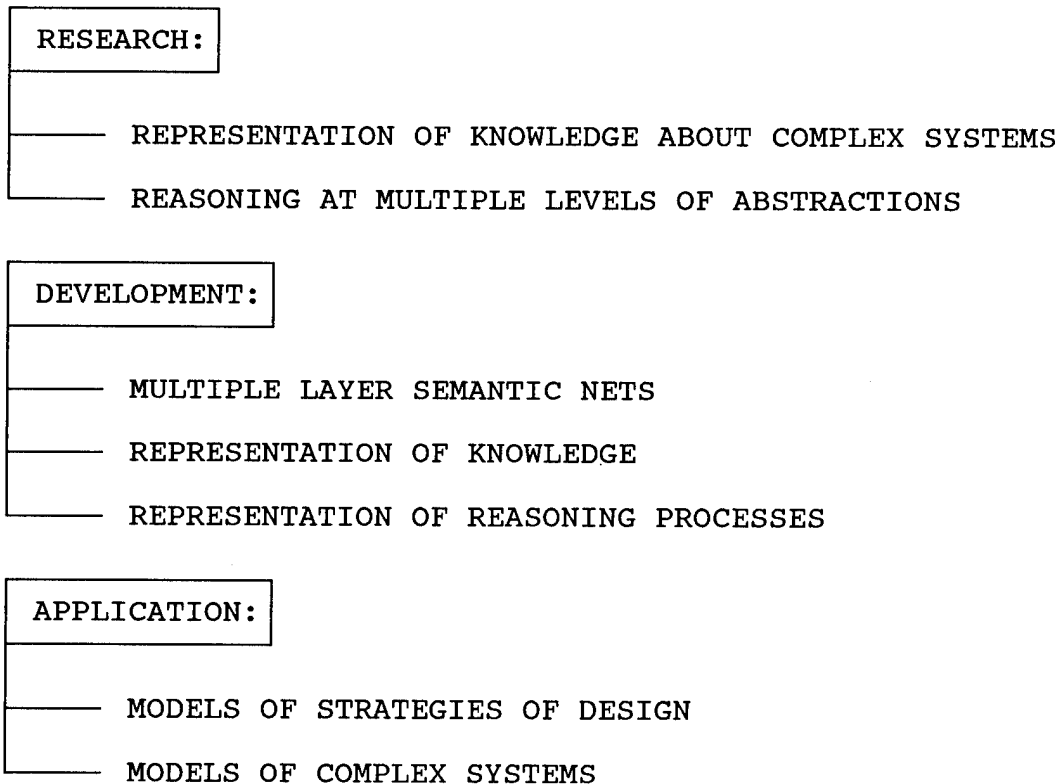 RESEARCH:
REPRESENTATION OF KNOWLEDGE ABOUT COMPLEX SYSTEMS
REASONING AT MULTIPLE LEVELS OF ABSTRACTIONS
DEVELOPMENT:
MULTIPLE LAYER SEMANTIC NETS
REPRESENTATION OF KNOWLEDGE
REPRESENTATION OF REASONING PROCESSES
APPLICATION:
MODELS OF STRATEGIES OF DESIGN
MODELS OF COMPLEX SYSTEMS